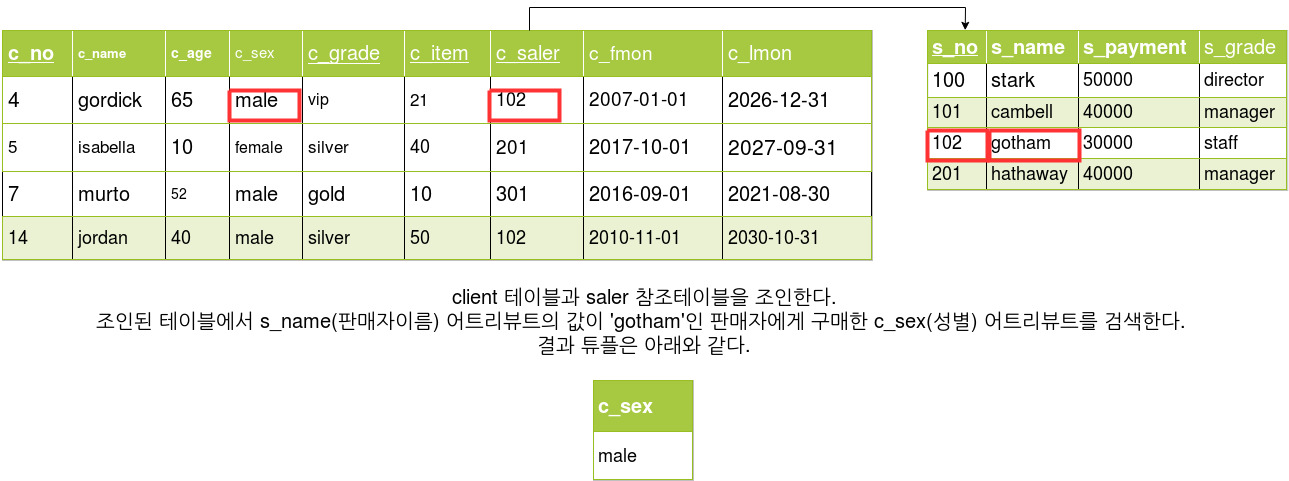 c_no c_name c_age c_sex c_grade c_item c_saler c_fmon c_lmon
4 gordick 65 male vip 21 102 2007-01-01 2026-12-31
5 isabella 10 female silver 40 201 2017-10-01 2027-09-31
7 murto 52 male gold 10 301 2016-09-01 2021-08-30
14 jordan 40 male silver 50 102 2010-11-01 2030-10-31
s_no s_name s_payment s_grade
100 stark 50000 director
101 cambell 40000 manager
102 gotham 30000 staff
201 hathaway 40000 manager
client 테이블과 saler 참조테이블을 조인한다.
조인된 테이블에서 s_name(판매자이름) 어트리뷰트의 값이 'gotham'인 판매자에게 구매한 c_sex(성별) 어트리뷰트를 검색한다.
결과 튜플은 아래와 같다.
c_sex
male